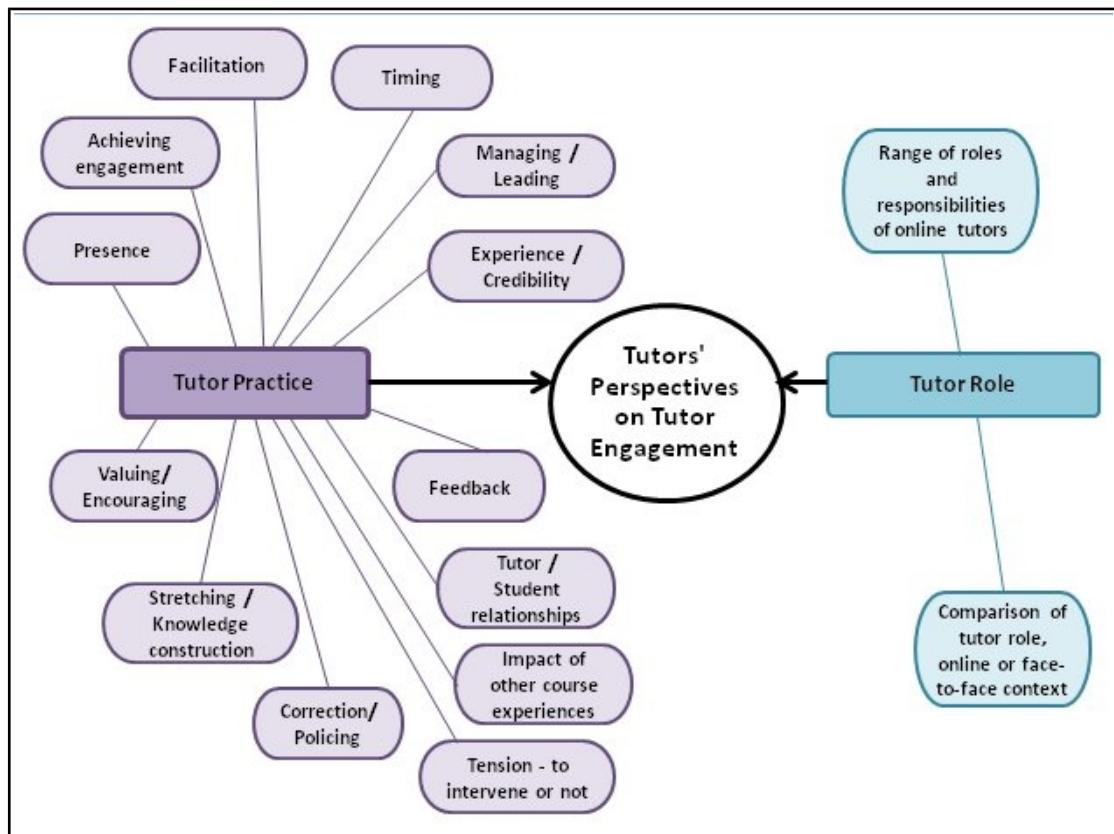 Facilitation
Timing
Achieving
engagement
Managing /
Leading
Range of roles
and
responsibilities
of online tutors
Presence
Experience /
Credibility
Tutor Practice
Tutors'
Perspectives
on Tutor
Engagement
Tutor Role
Valuing/
Encouraging
Feedback
Stretching /
Knowledge
construction
Tutor /
Student
relationships
Comparison of
tutor role,
online or face-
to-face context
Impact of
other course
experiences
Correction/
Policing
Tension - to
intervene or not